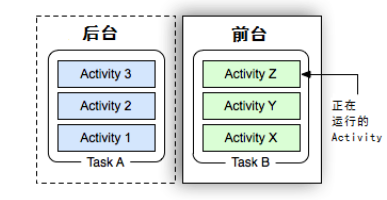 后台
Activity 3
Activity 2
Activity 1
Task A
前台
Activity Z
Activity Y
Activity X
Task B
正在
运行的
Activity